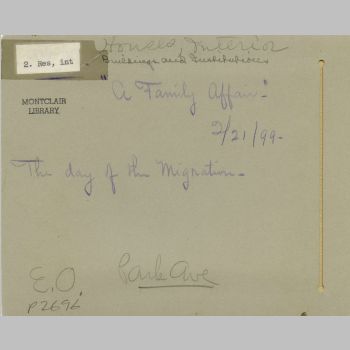 Houses, Interior
2. Res, int
Buildings and Institutions
"A Family Affair."
MONTCLAIR
LIBRARY.
2/21/99-
The day of the Migration-
E.O.
Park Ave
P2696